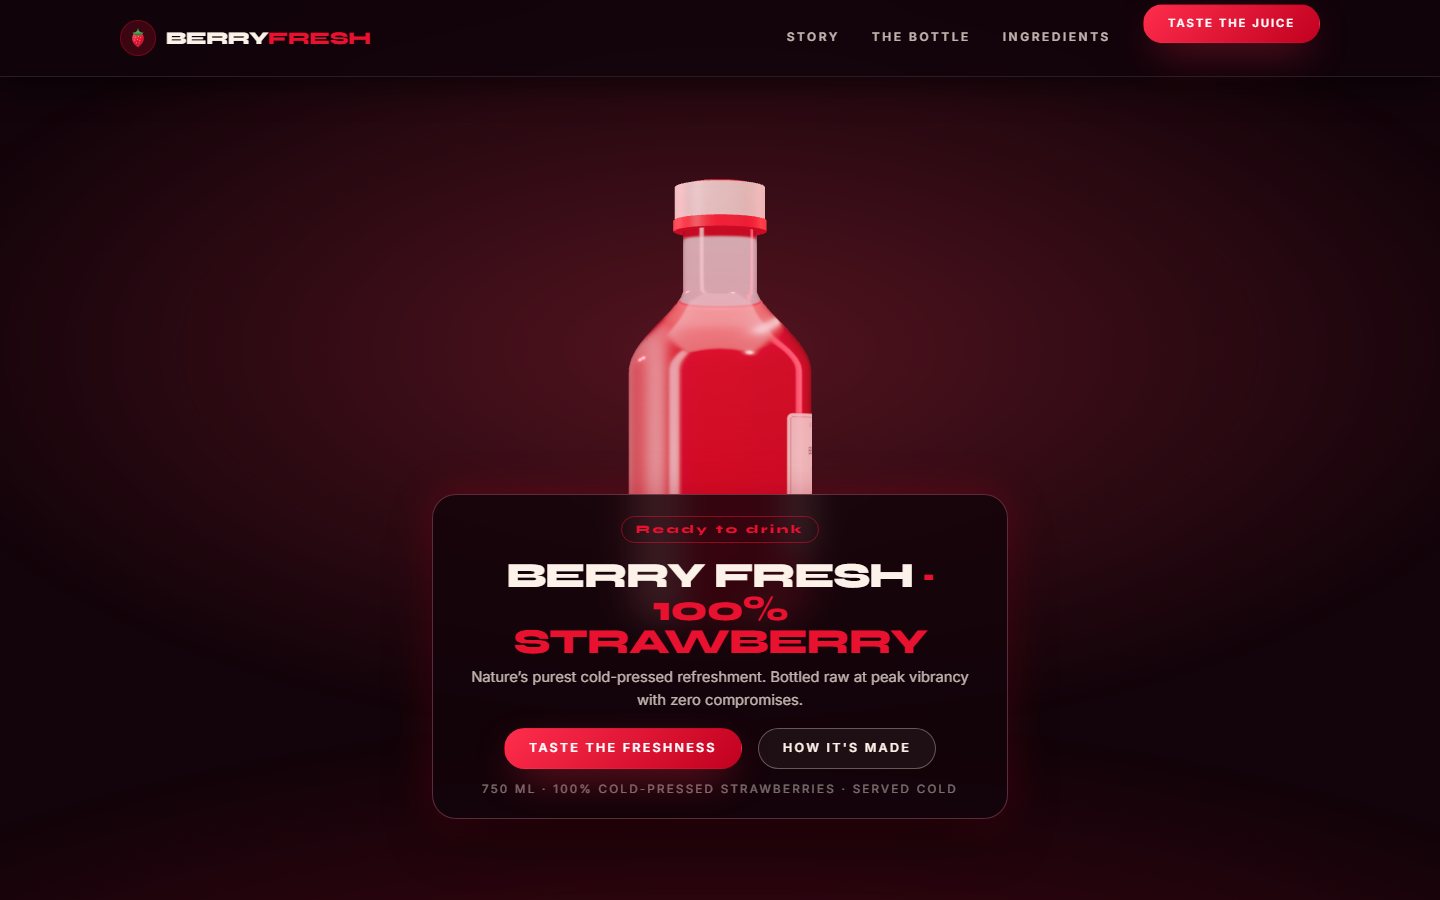 BERRYFRESH
STORY
THE BOTTLE
INGREDIENTS
TASTE THE JUICE
Ready to drink
BERRY FRESH -
100%
STRAWBERRY
Nature's purest cold-pressed refreshment. Bottled raw at peak vibrancy
with zero compromises.
TASTE THE FRESHNESS
HOW IT'S MADE
750 ML · 100% COLD-PRESSED STRAWBERRIES · SERVED COLD